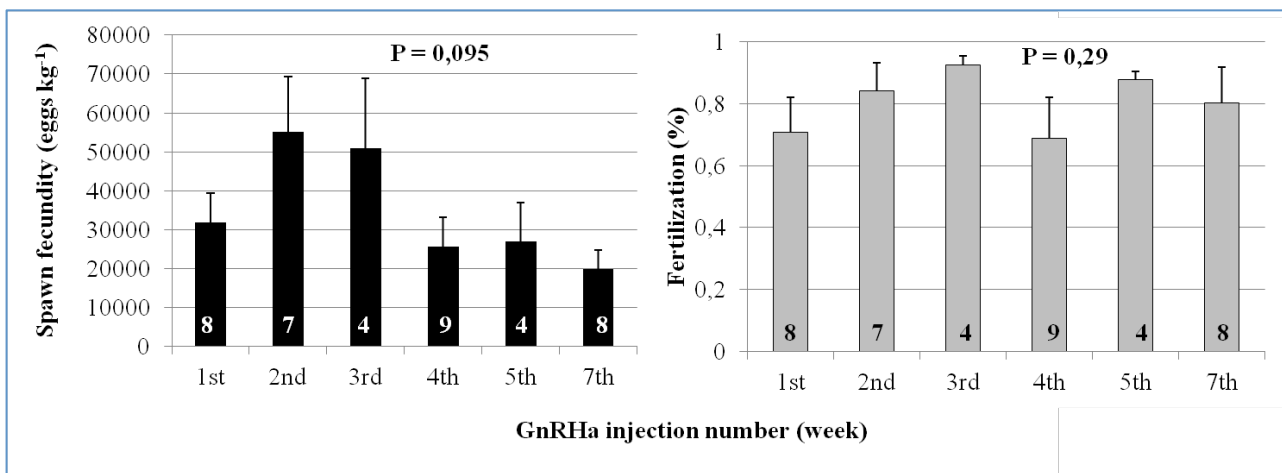 Spawn fecundity (eggs kg⁻¹)
80000
70000
60000
50000
40000
30000
20000
10000
0
P = 0,095
8
7
4
9
4
8
1st
2nd
3rd
4th
5th
7th
Fertilization (%)
1
0,8
0,6
0,4
0,2
0
P = 0,29
8
7
4
9
4
8
1st
2nd
3rd
4th
5th
7th
GnRHa injection number (week)